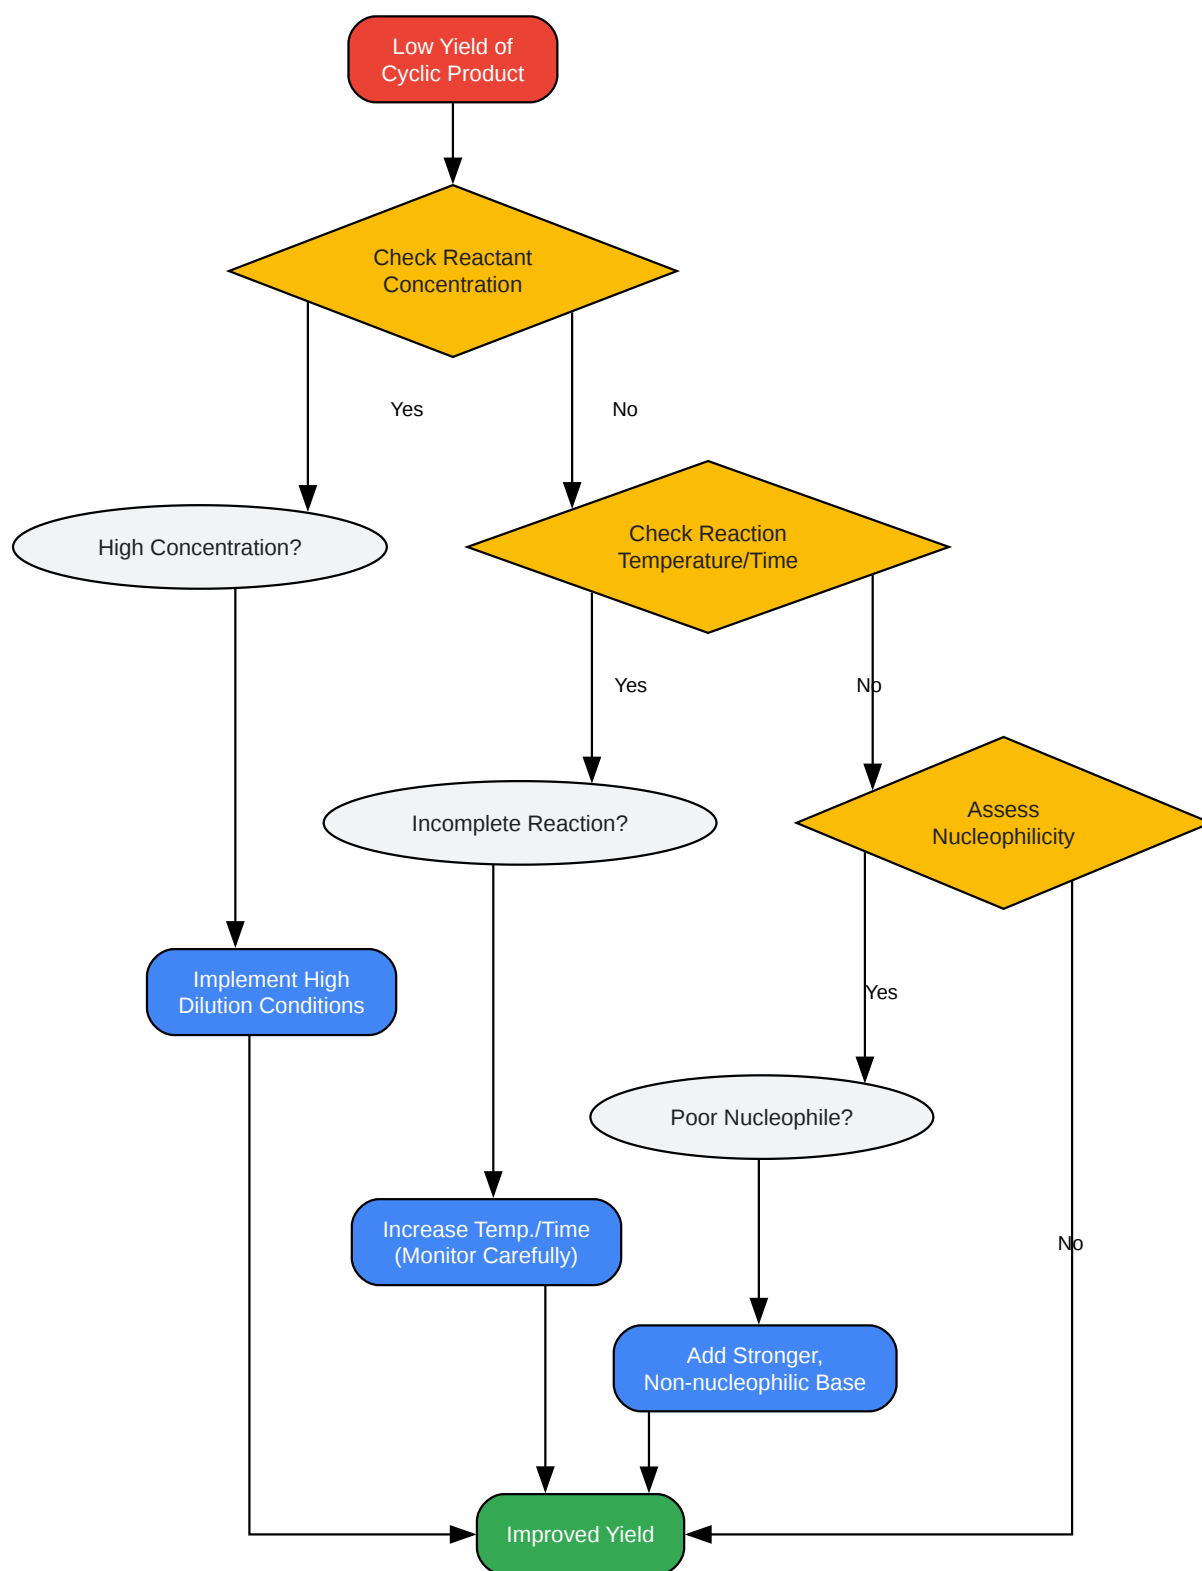 Low Yield of
Cyclic Product
Check Reactant
Concentration
Yes
No
High Concentration?
Check Reaction
Temperature/Time
Yes
No
Incomplete Reaction?
Assess
Nucleophilicity
Implement High
Dilution Conditions
Yes
Poor Nucleophile?
Increase Temp./Time
(Monitor Carefully)
No
Add Stronger,
Non-nucleophilic Base
Improved Yield